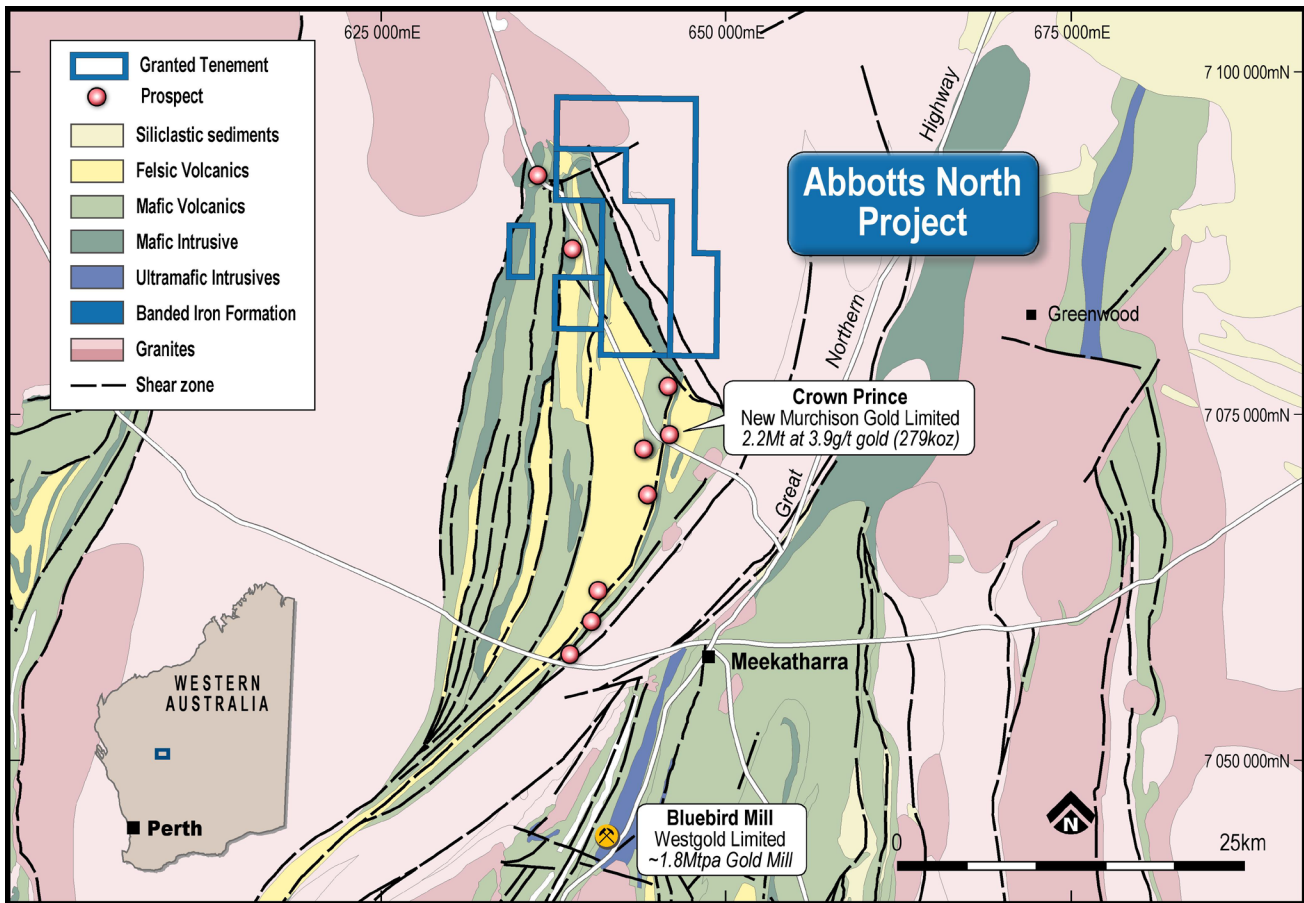 625 000mE
650 000mE
675 000mE
Granted Tenement
Prospect
Siliclastic sediments
Felsic Volcanics
Mafic Volcanics
Mafic Intrusive
Ultramafic Intrusives
Banded Iron Formation
Granites
Shear zone
7 100 000mN
Highway
Abbotts North
Project
Northern
Greenwood
Crown Prince
New Murchison Gold Limited
2.2Mt at 3.9g/t gold (279koz)
7 075 000mN
Great
Meekatharra
WESTERN
AUSTRALIA
Perth
7 050 000mN
Bluebird Mill
Westgold Limited
~1.8Mtpa Gold Mill
N
0
25km